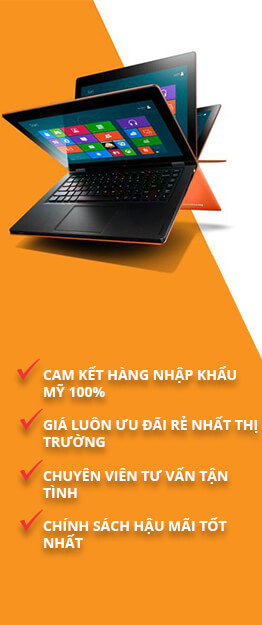 CAM KẾT HÀNG NHẬP KHẨU
MỸ 100%
GIÁ LUÔN ƯU ĐÃI RẺ NHẤT THỊ
TRƯỜNG
CHUYÊN VIÊN TƯ VẤN TẬN
TÌNH
CHÍNH SÁCH HẬU MÃI TỐT
NHẤT